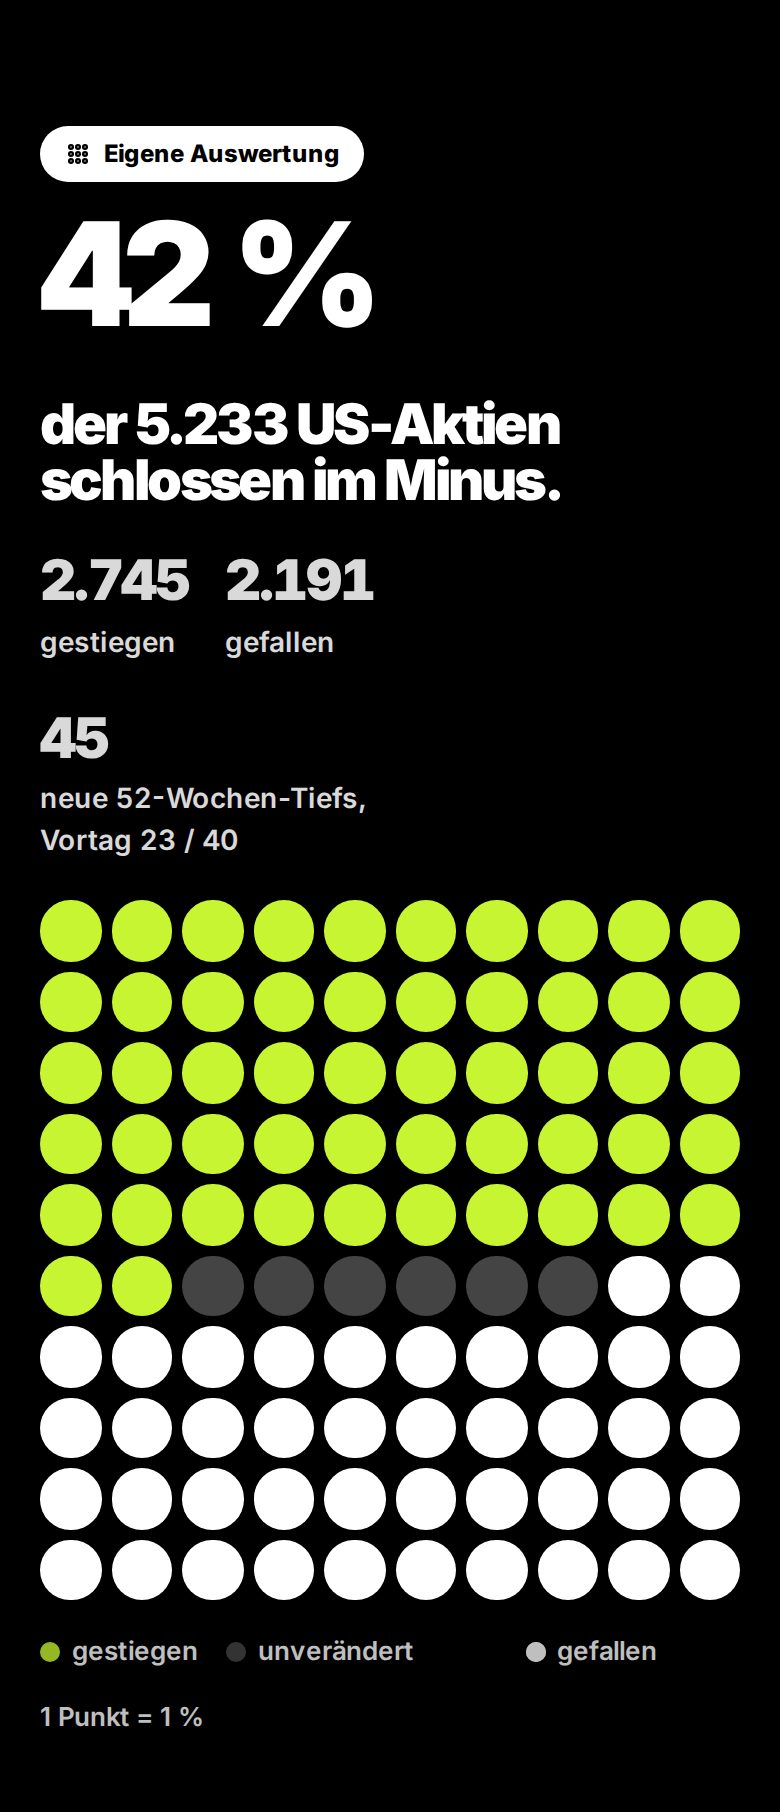 Eigene Auswertung
42 %
der 5.233 US-Aktien
schlossen im Minus.
2.745 2.191
gestiegen gefallen
45
neue 52-Wochen-Tiefs,
Vortag 23 / 40
gestiegen unverändert gefallen
1 Punkt = 1 %